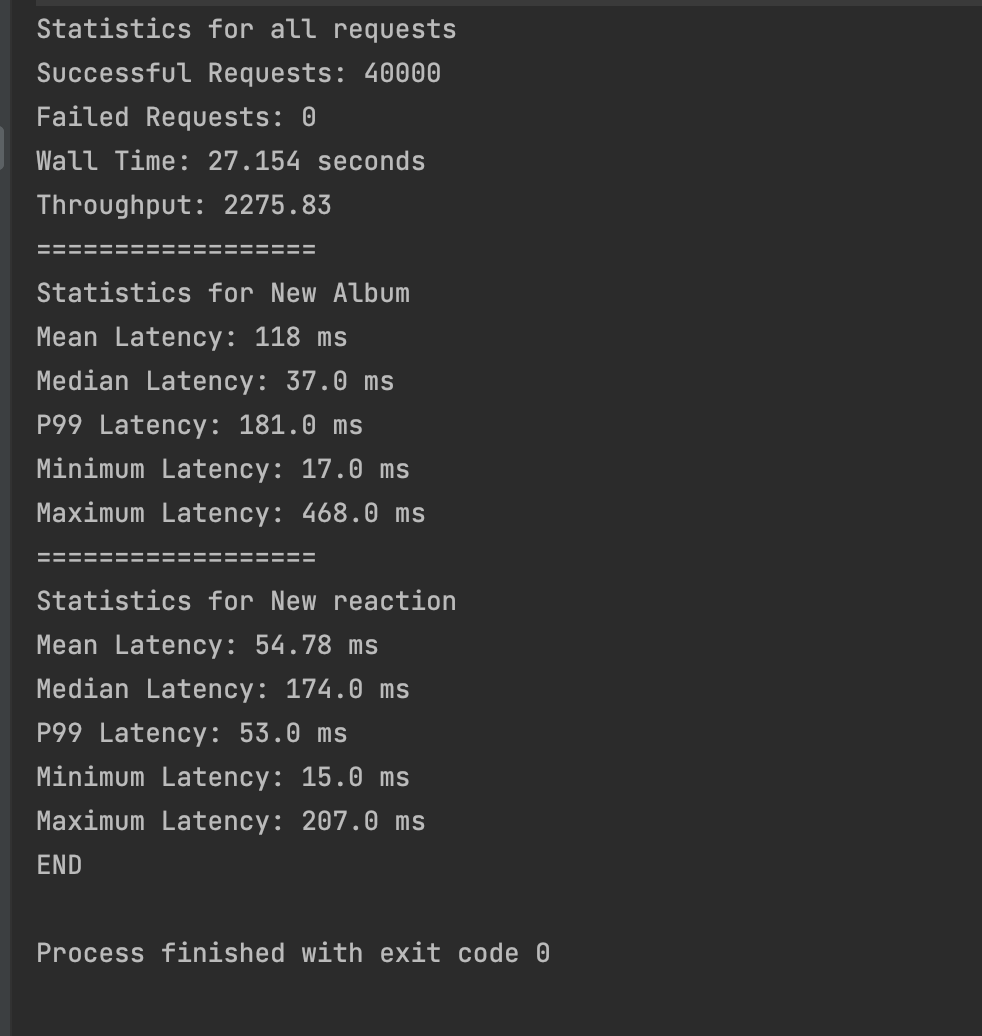 Statistics for all requests
Successful Requests: 40000
Failed Requests: 0
Wall Time: 27.154 seconds
Throughput: 2275.83
==================
Statistics for New Album
Mean Latency: 118 ms
Median Latency: 37.0 ms
P99 Latency: 181.0 ms
Minimum Latency: 17.0 ms
Maximum Latency: 468.0 ms
==================
Statistics for New reaction
Mean Latency: 54.78 ms
Median Latency: 174.0 ms
P99 Latency: 53.0 ms
Minimum Latency: 15.0 ms
Maximum Latency: 207.0 ms
END
Process finished with exit code 0